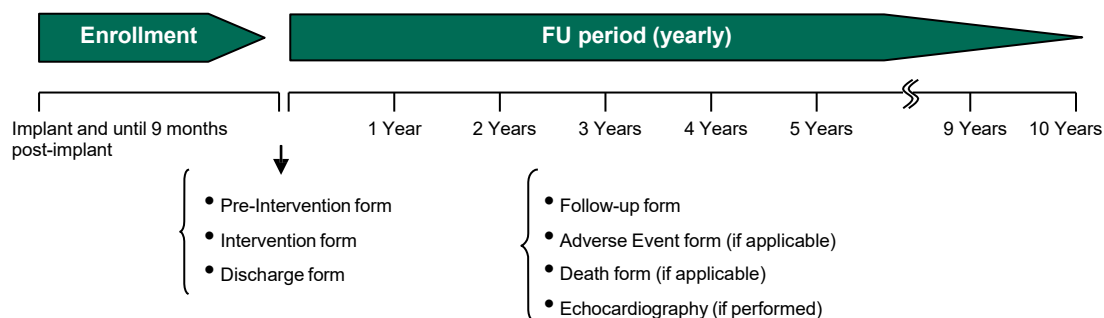 Enrollment
FU period (yearly)
Implant and until 9 months
post-implant
1 Year
2 Years
3 Years
4 Years
5 Years
9 Years
10 Years
• Pre-Intervention form
• Intervention form
• Discharge form
• Follow-up form
• Adverse Event form (if applicable)
• Death form (if applicable)
• Echocardiography (if performed)